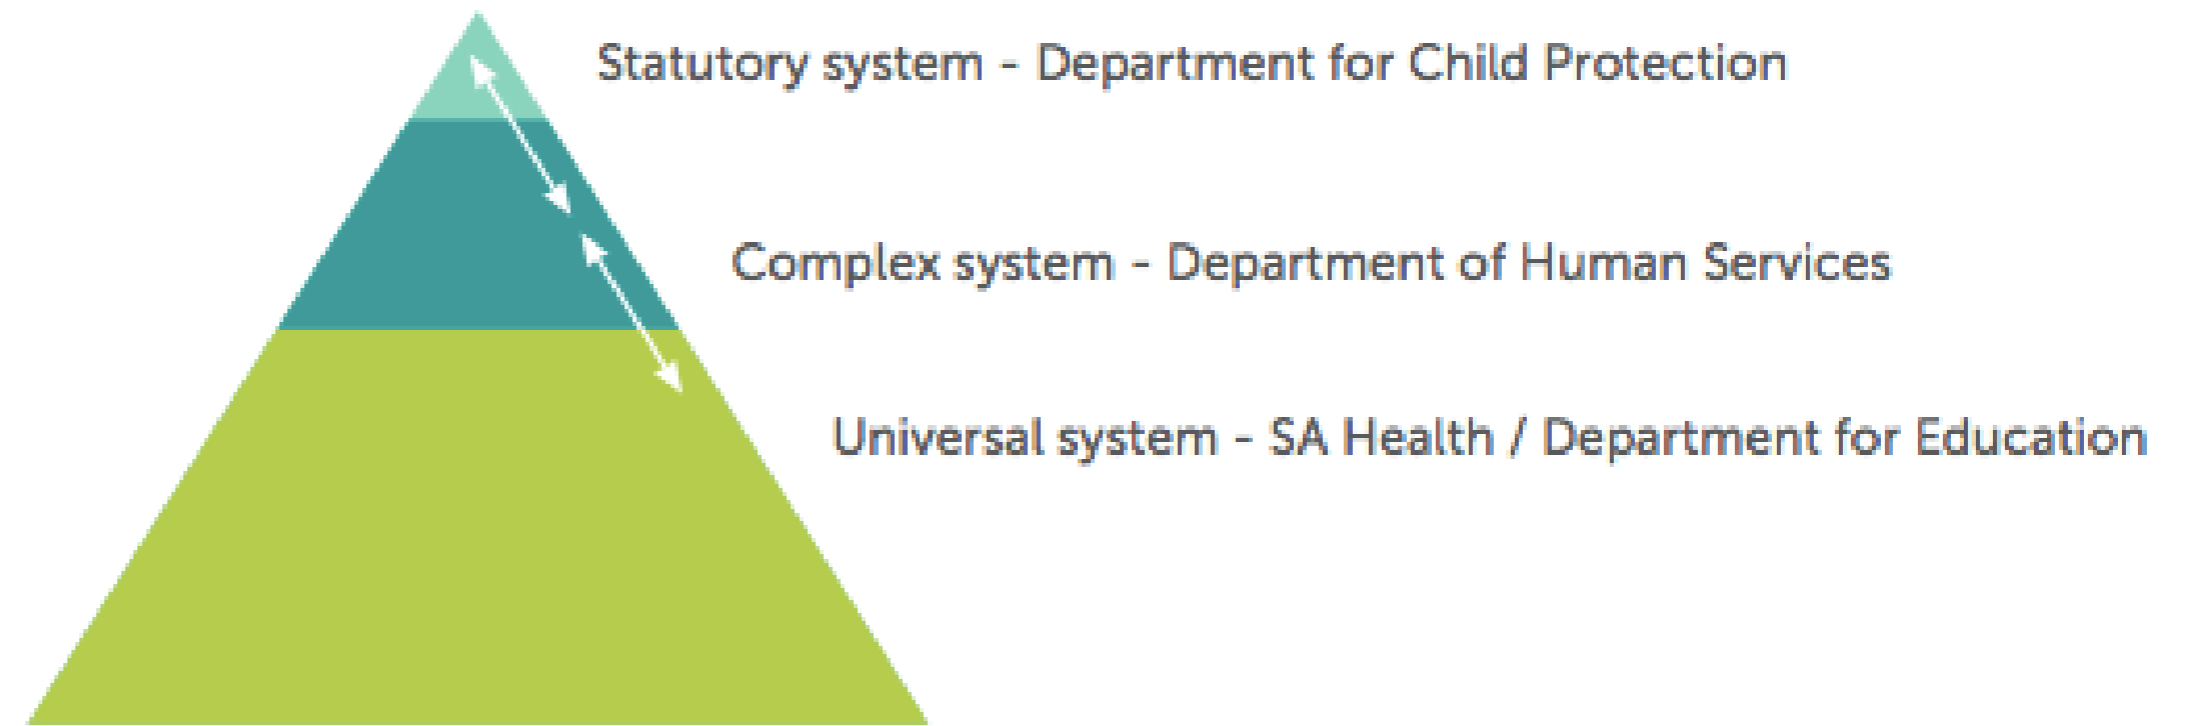 Statutory system - Department for Child Protection
Complex system - Department of Human Services
Universal system - SA Health / Department for Education